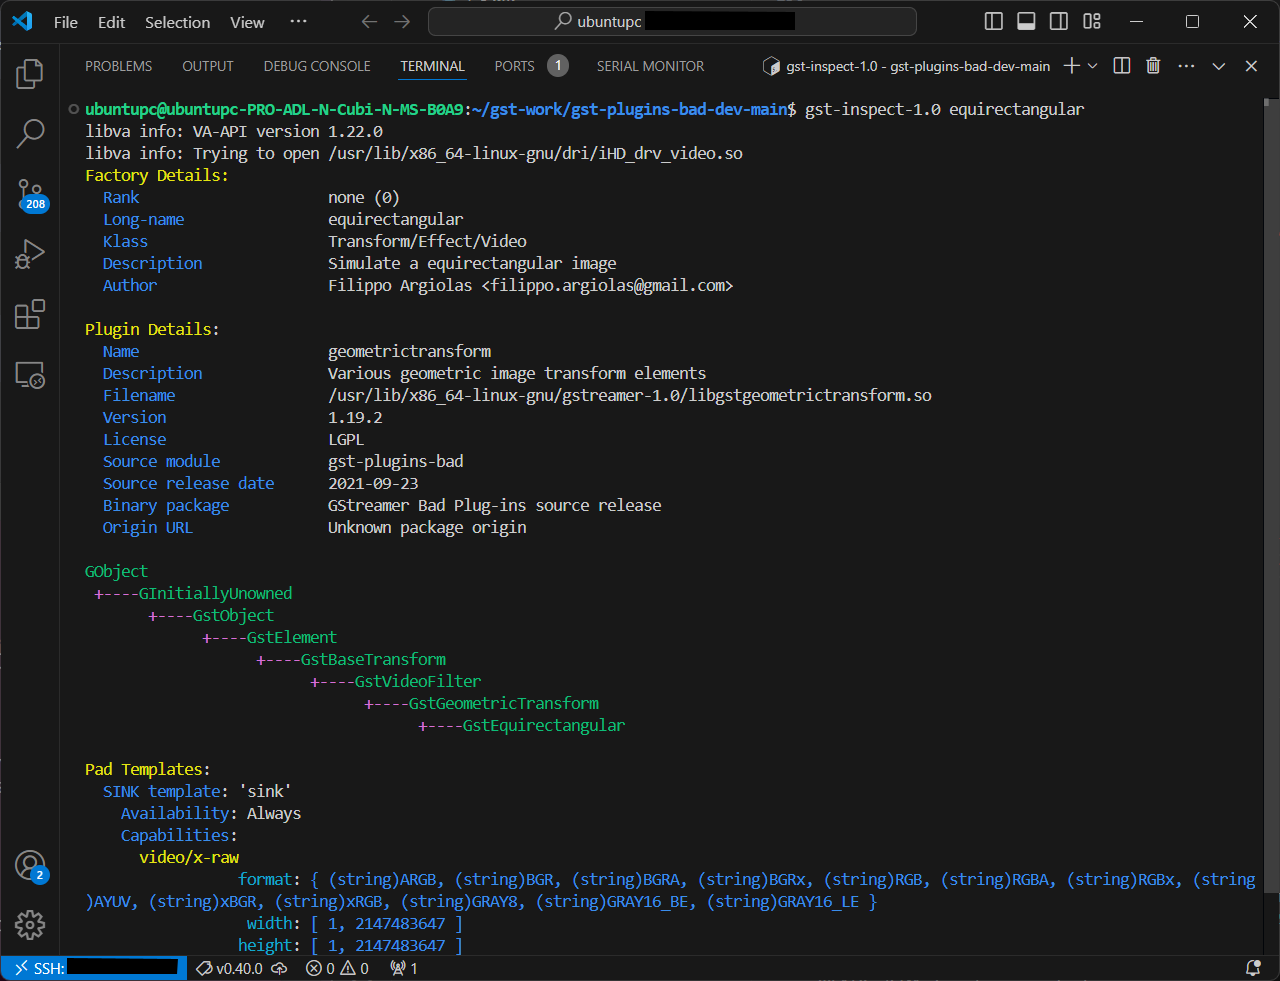 File Edit Selection View ··· ubuntupc
PROBLEMS OUTPUT DEBUG CONSOLE TERMINAL PORTS 1 SERIAL MONITOR gst-inspect-1.0 - gst-plugins-bad-dev-main
ubuntupc@ubuntupc-PRO-ADL-N-Cubi-N-MS-B0A9:~/gst-work/gst-plugins-bad-dev-main$ gst-inspect-1.0 equirectangular
libva info: VA-API version 1.22.0
libva info: Trying to open /usr/lib/x86_64-linux-gnu/dri/iHD_drv_video.so
Factory Details:
Rank none (0)
Long-name equirectangular
Klass Transform/Effect/Video
Description Simulate a equirectangular image
Author Filippo Argiolas <filippo.argiolas@gmail.com>
Plugin Details:
Name geometrictransform
Description Various geometric image transform elements
Filename /usr/lib/x86_64-linux-gnu/gstreamer-1.0/libgstgeometrictransform.so
Version 1.19.2
License LGPL
Source module gst-plugins-bad
Source release date 2021-09-23
Binary package GStreamer Bad Plug-ins source release
Origin URL Unknown package origin
GObject
+----GInitiallyUnowned
+----GstObject
+----GstElement
+----GstBaseTransform
+----GstVideoFilter
+----GstGeometricTransform
+----GstEquirectangular
Pad Templates:
SINK template: 'sink'
Availability: Always
Capabilities:
video/x-raw
format: { (string)ARGB, (string)BGR, (string)BGRA, (string)BGRx, (string)RGB, (string)RGBA, (string)RGBx, (string
)AYUV, (string)xBGR, (string)xRGB, (string)GRAY8, (string)GRAY16_BE, (string)GRAY16_LE }
width: [ 1, 2147483647 ]
height: [ 1, 2147483647 ]
208
2
SSH: v0.40.0 0 0 1